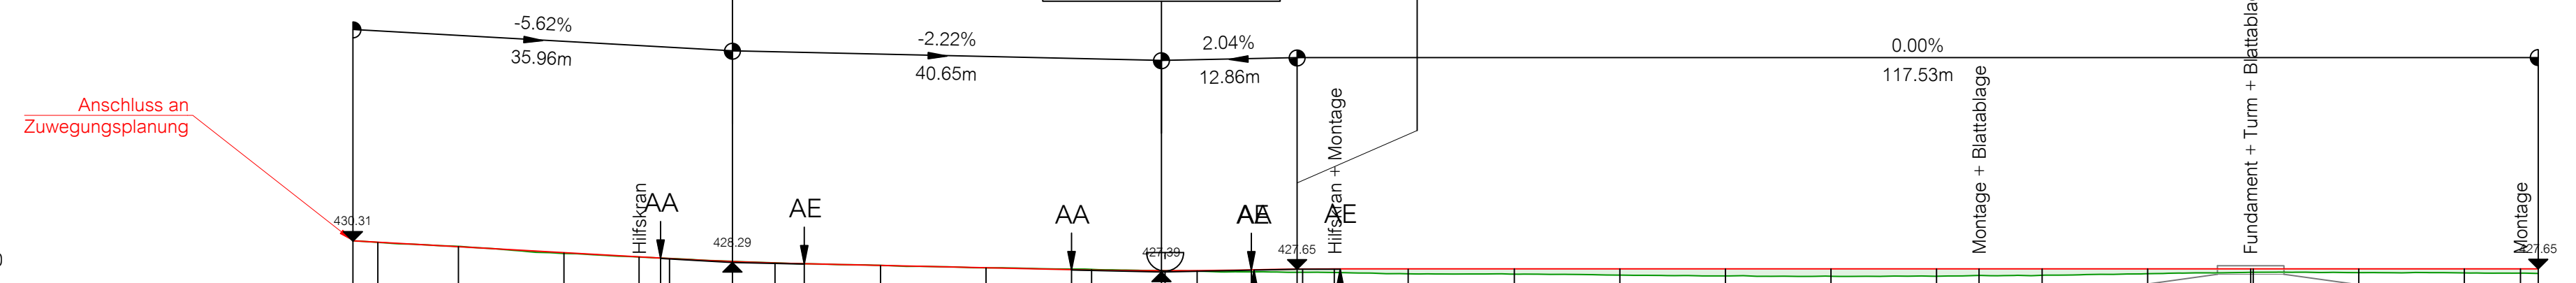 -5.62%
35.96m
-2.22%
40.65m
2.04%
12.86m
0.00%
117.53m
Anschluss an
Zuwegungsplanung
430.31
Hilfskran
AA
428.29
AE
AA
427.39
AE
AA
427.65
Hilfskran + Montage
AE
Montage + Blattablage
Fundament + Turm + Blattablag
Montage
427.65